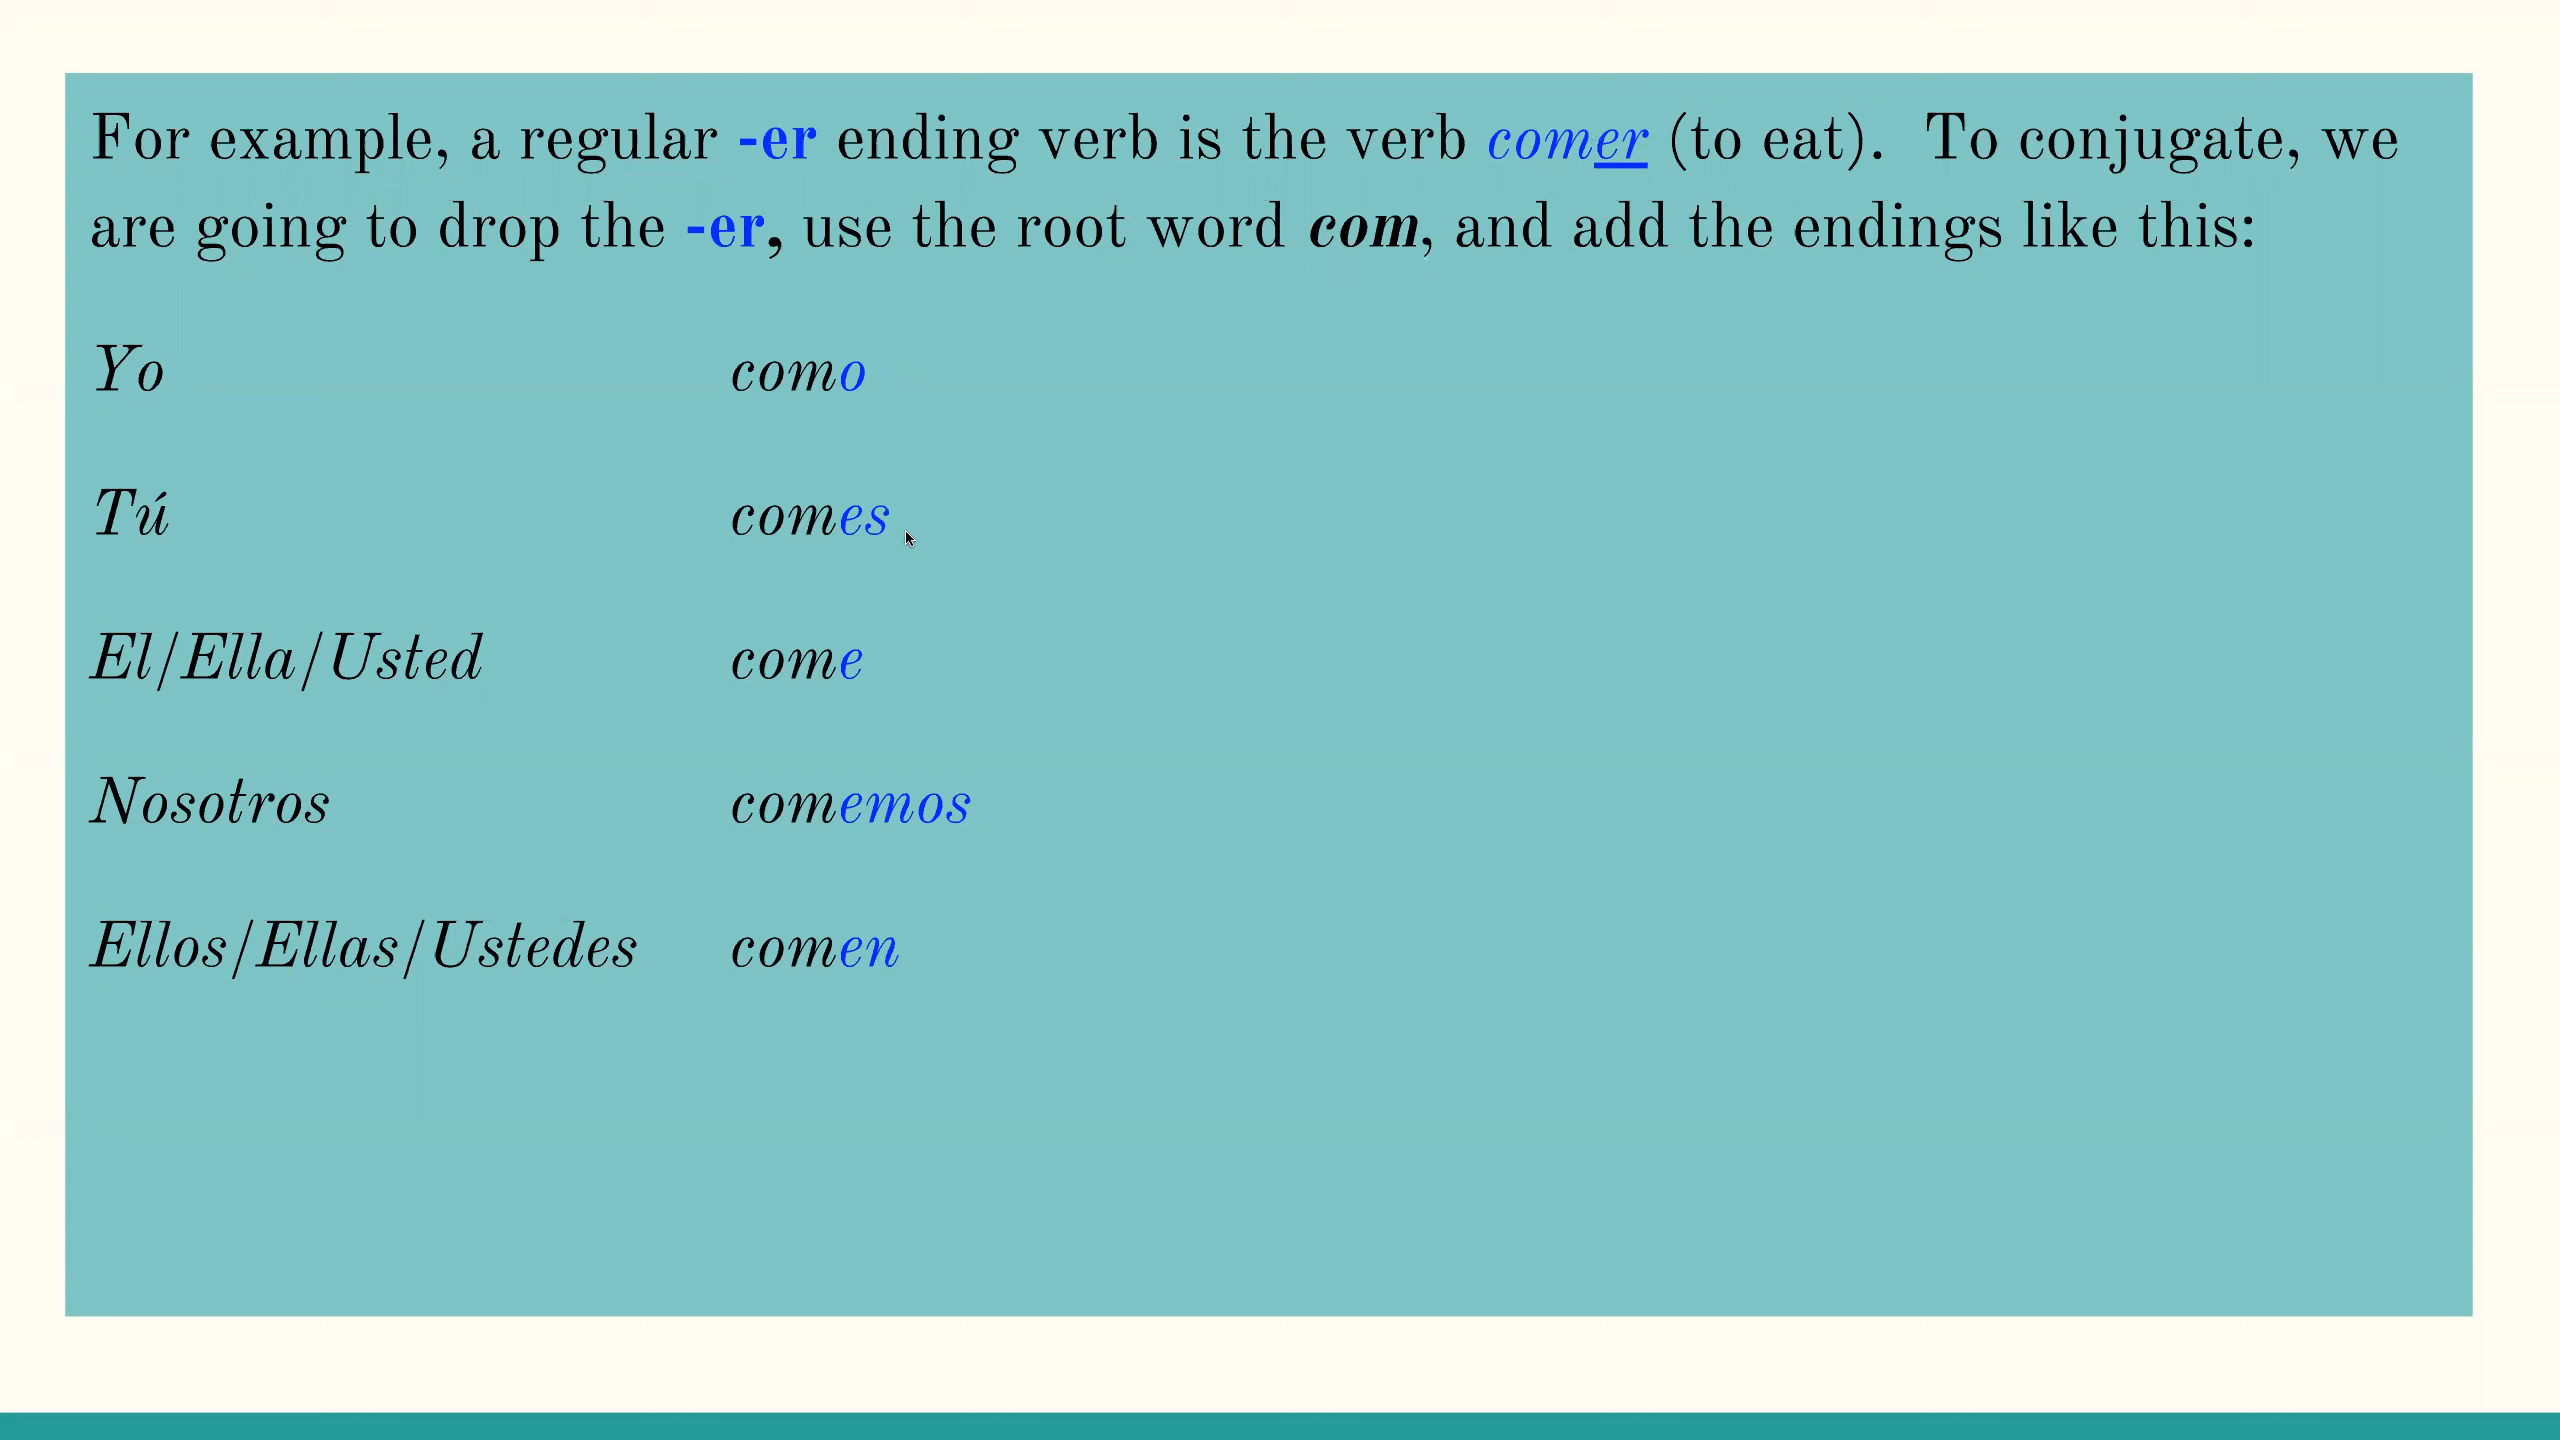 For example, a regular -er ending verb is the verb comer (to eat).  To conjugate, we
are going to drop the -er, use the root word com, and add the endings like this:
Yo como
Tú comes
El/Ella/Usted come
Nosotros comemos
Ellos/Ellas/Ustedes comen